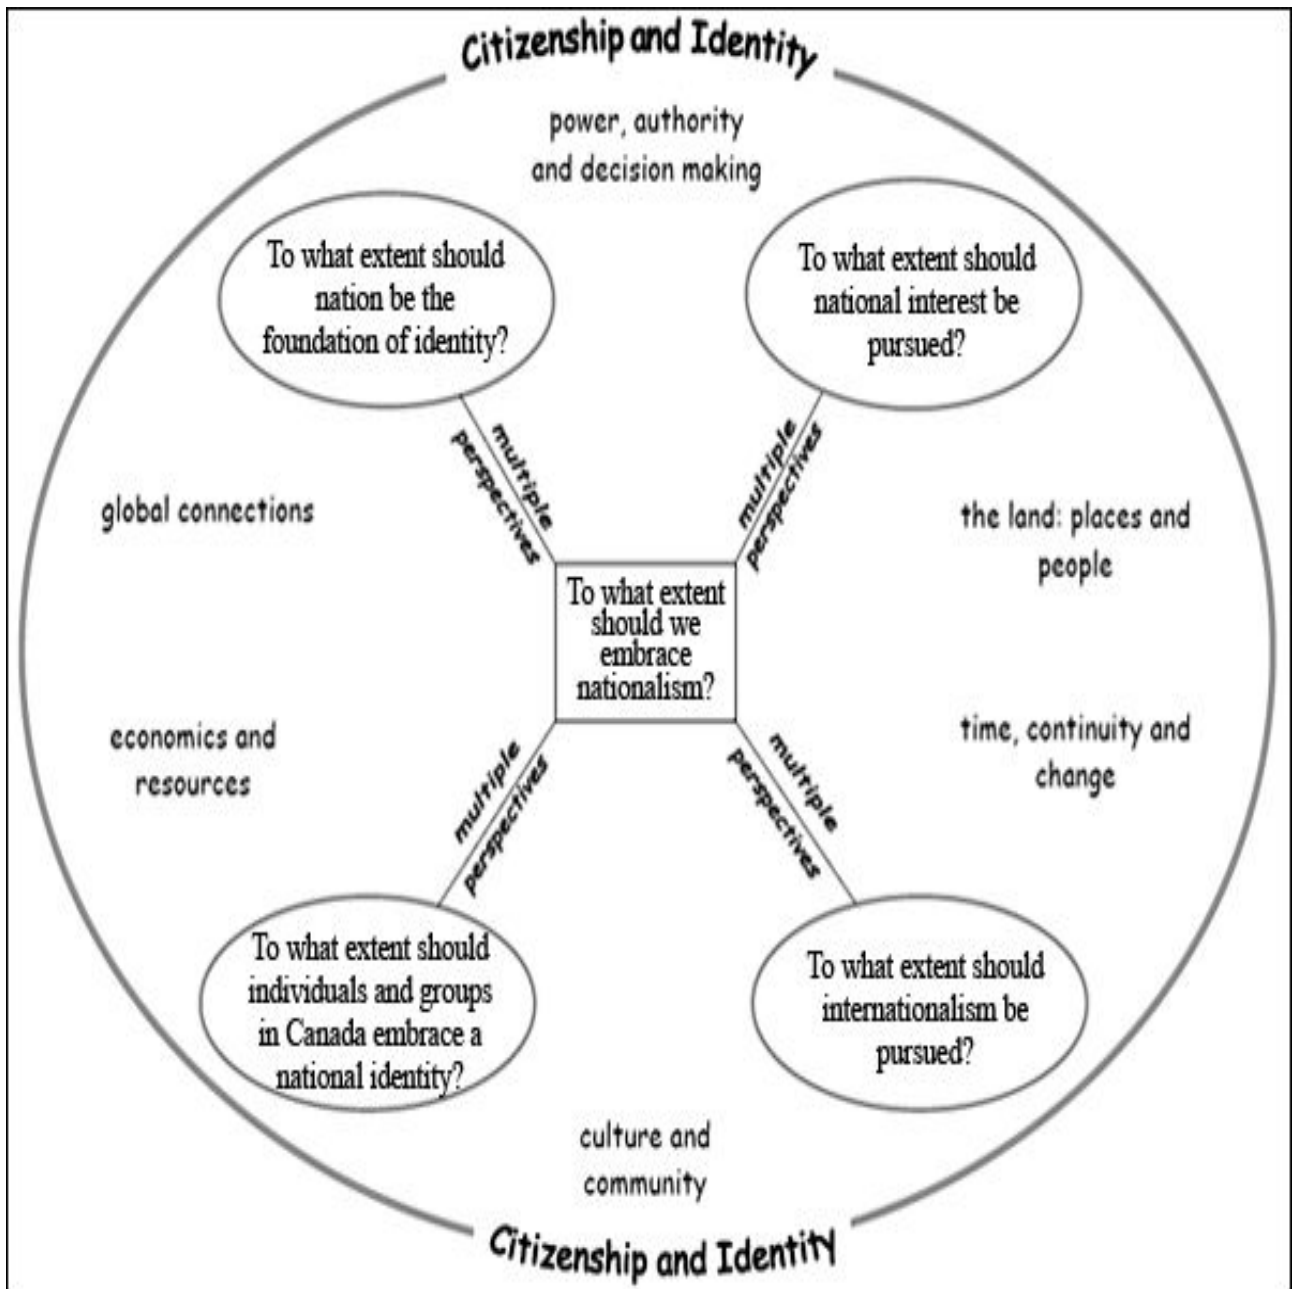 Citizenship and Identity
power, authority
and decision making
To what extent should
nation be the
foundation of identity?
To what extent should
national interest be
pursued?
multiple
perspectives
multiple
perspectives
global connections
the land: places and
people
To what extent
should we
embrace
nationalism?
economics and
resources
time, continuity and
change
multiple
perspectives
multiple
perspectives
To what extent should
individuals and groups
in Canada embrace a
national identity?
To what extent should
internationalism be
pursued?
culture and
community
Citizenship and Identity